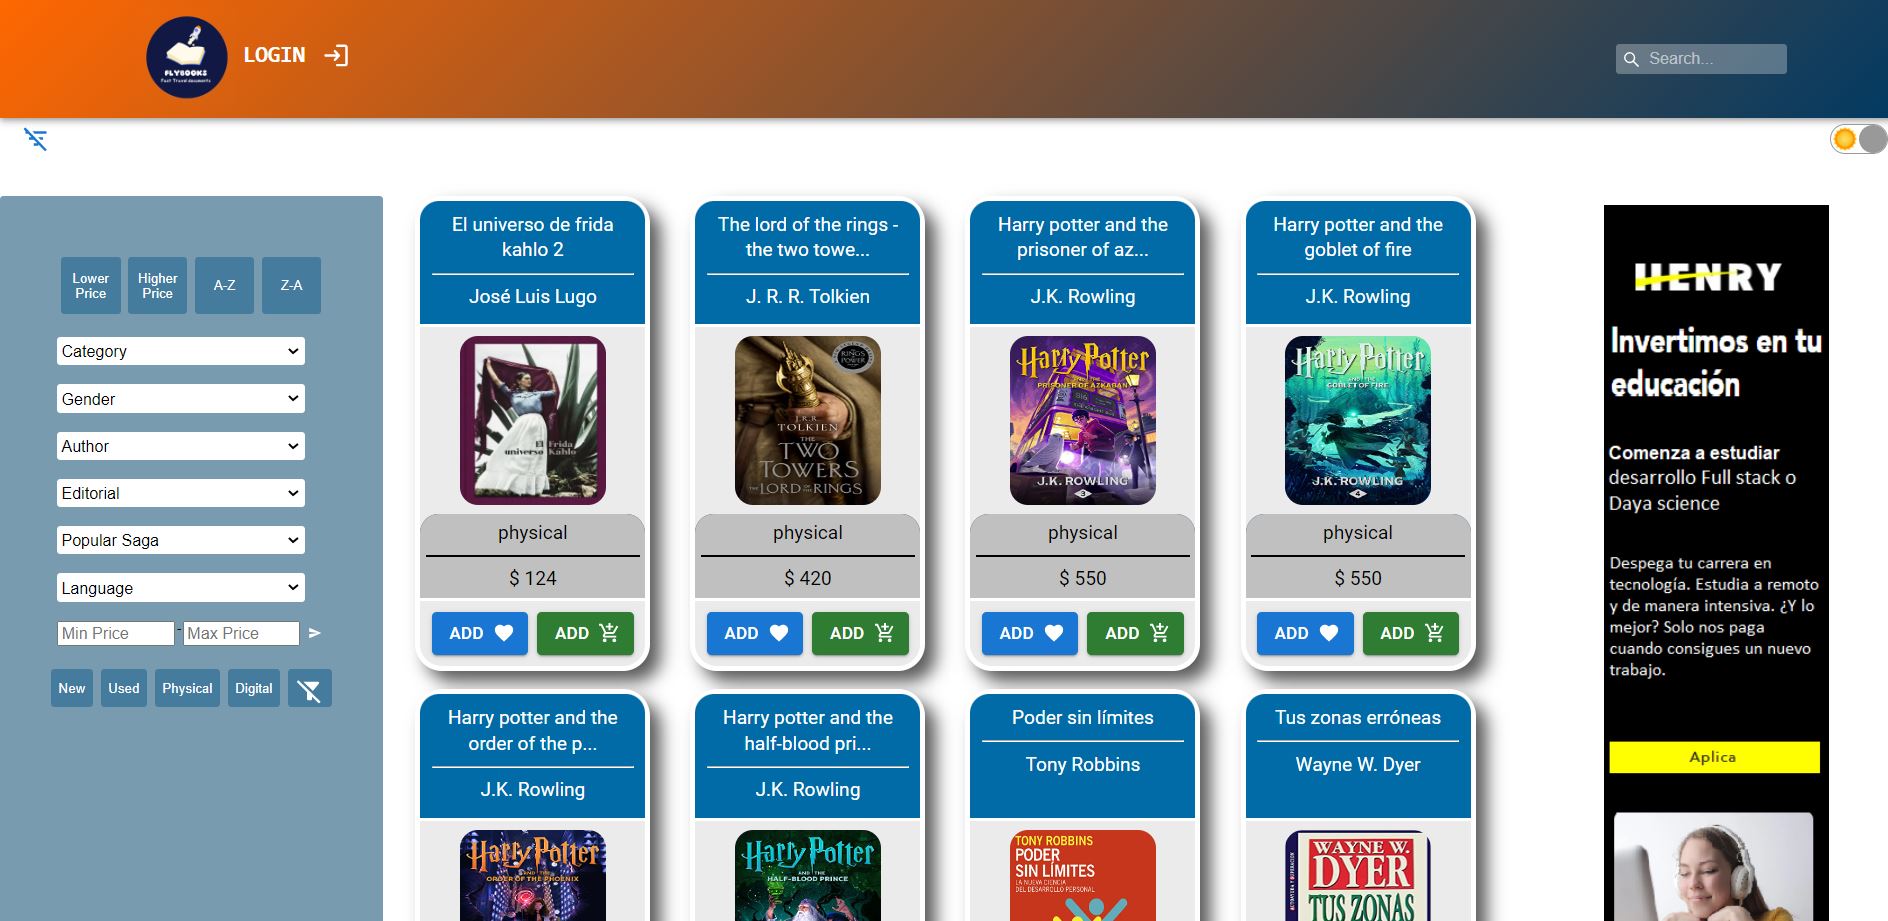 FLYBOOKS
Fast Travel documents
LOGIN
Search...
Lower Price
Higher Price
A-Z
Z-A
Category
Gender
Author
Editorial
Popular Saga
Language
Min Price - Max Price
New
Used
Physical
Digital
El universo de frida
kahlo 2
José Luis Lugo
El universo
Frida Kahlo
physical
$ 124
ADD
ADD
The lord of the rings -
the two towe...
J. R. R. Tolkien
THE RINGS OF POWER
J.R.R.
TOLKIEN
THE
TWO
TOWERS
THE LORD OF THE RINGS
physical
$ 420
ADD
ADD
Harry potter and the
prisoner of az...
J.K. Rowling
Harry Potter
AND THE
PRISONER OF AZKABAN
J.K. ROWLING
3
physical
$ 550
ADD
ADD
Harry potter and the
goblet of fire
J.K. Rowling
Harry Potter
AND THE
GOBLET OF FIRE
J.K. ROWLING
4
physical
$ 550
ADD
ADD
Harry potter and the
order of the p...
J.K. Rowling
Harry Potter
AND THE
ORDER OF THE PHOENIX
Harry potter and the
half-blood pri...
J.K. Rowling
Harry Potter
AND THE
HALF-BLOOD PRINCE
Poder sin límites
Tony Robbins
TONY ROBBINS
PODER
SIN LÍMITES
LA NUEVA CIENCIA
DEL DESARROLLO PERSONAL
Tus zonas erróneas
Wayne W. Dyer
WAYNE W.
DYER
TUS ZONAS
HENRY
Invertimos en tu
educación
Comenza a estudiar
desarrollo Full stack o
Daya science
Despega tu carrera en
tecnología. Estudia a remoto
y de manera intensiva. ¿Y lo
mejor? Solo nos paga
cuando consigues un nuevo
trabajo.
Aplica